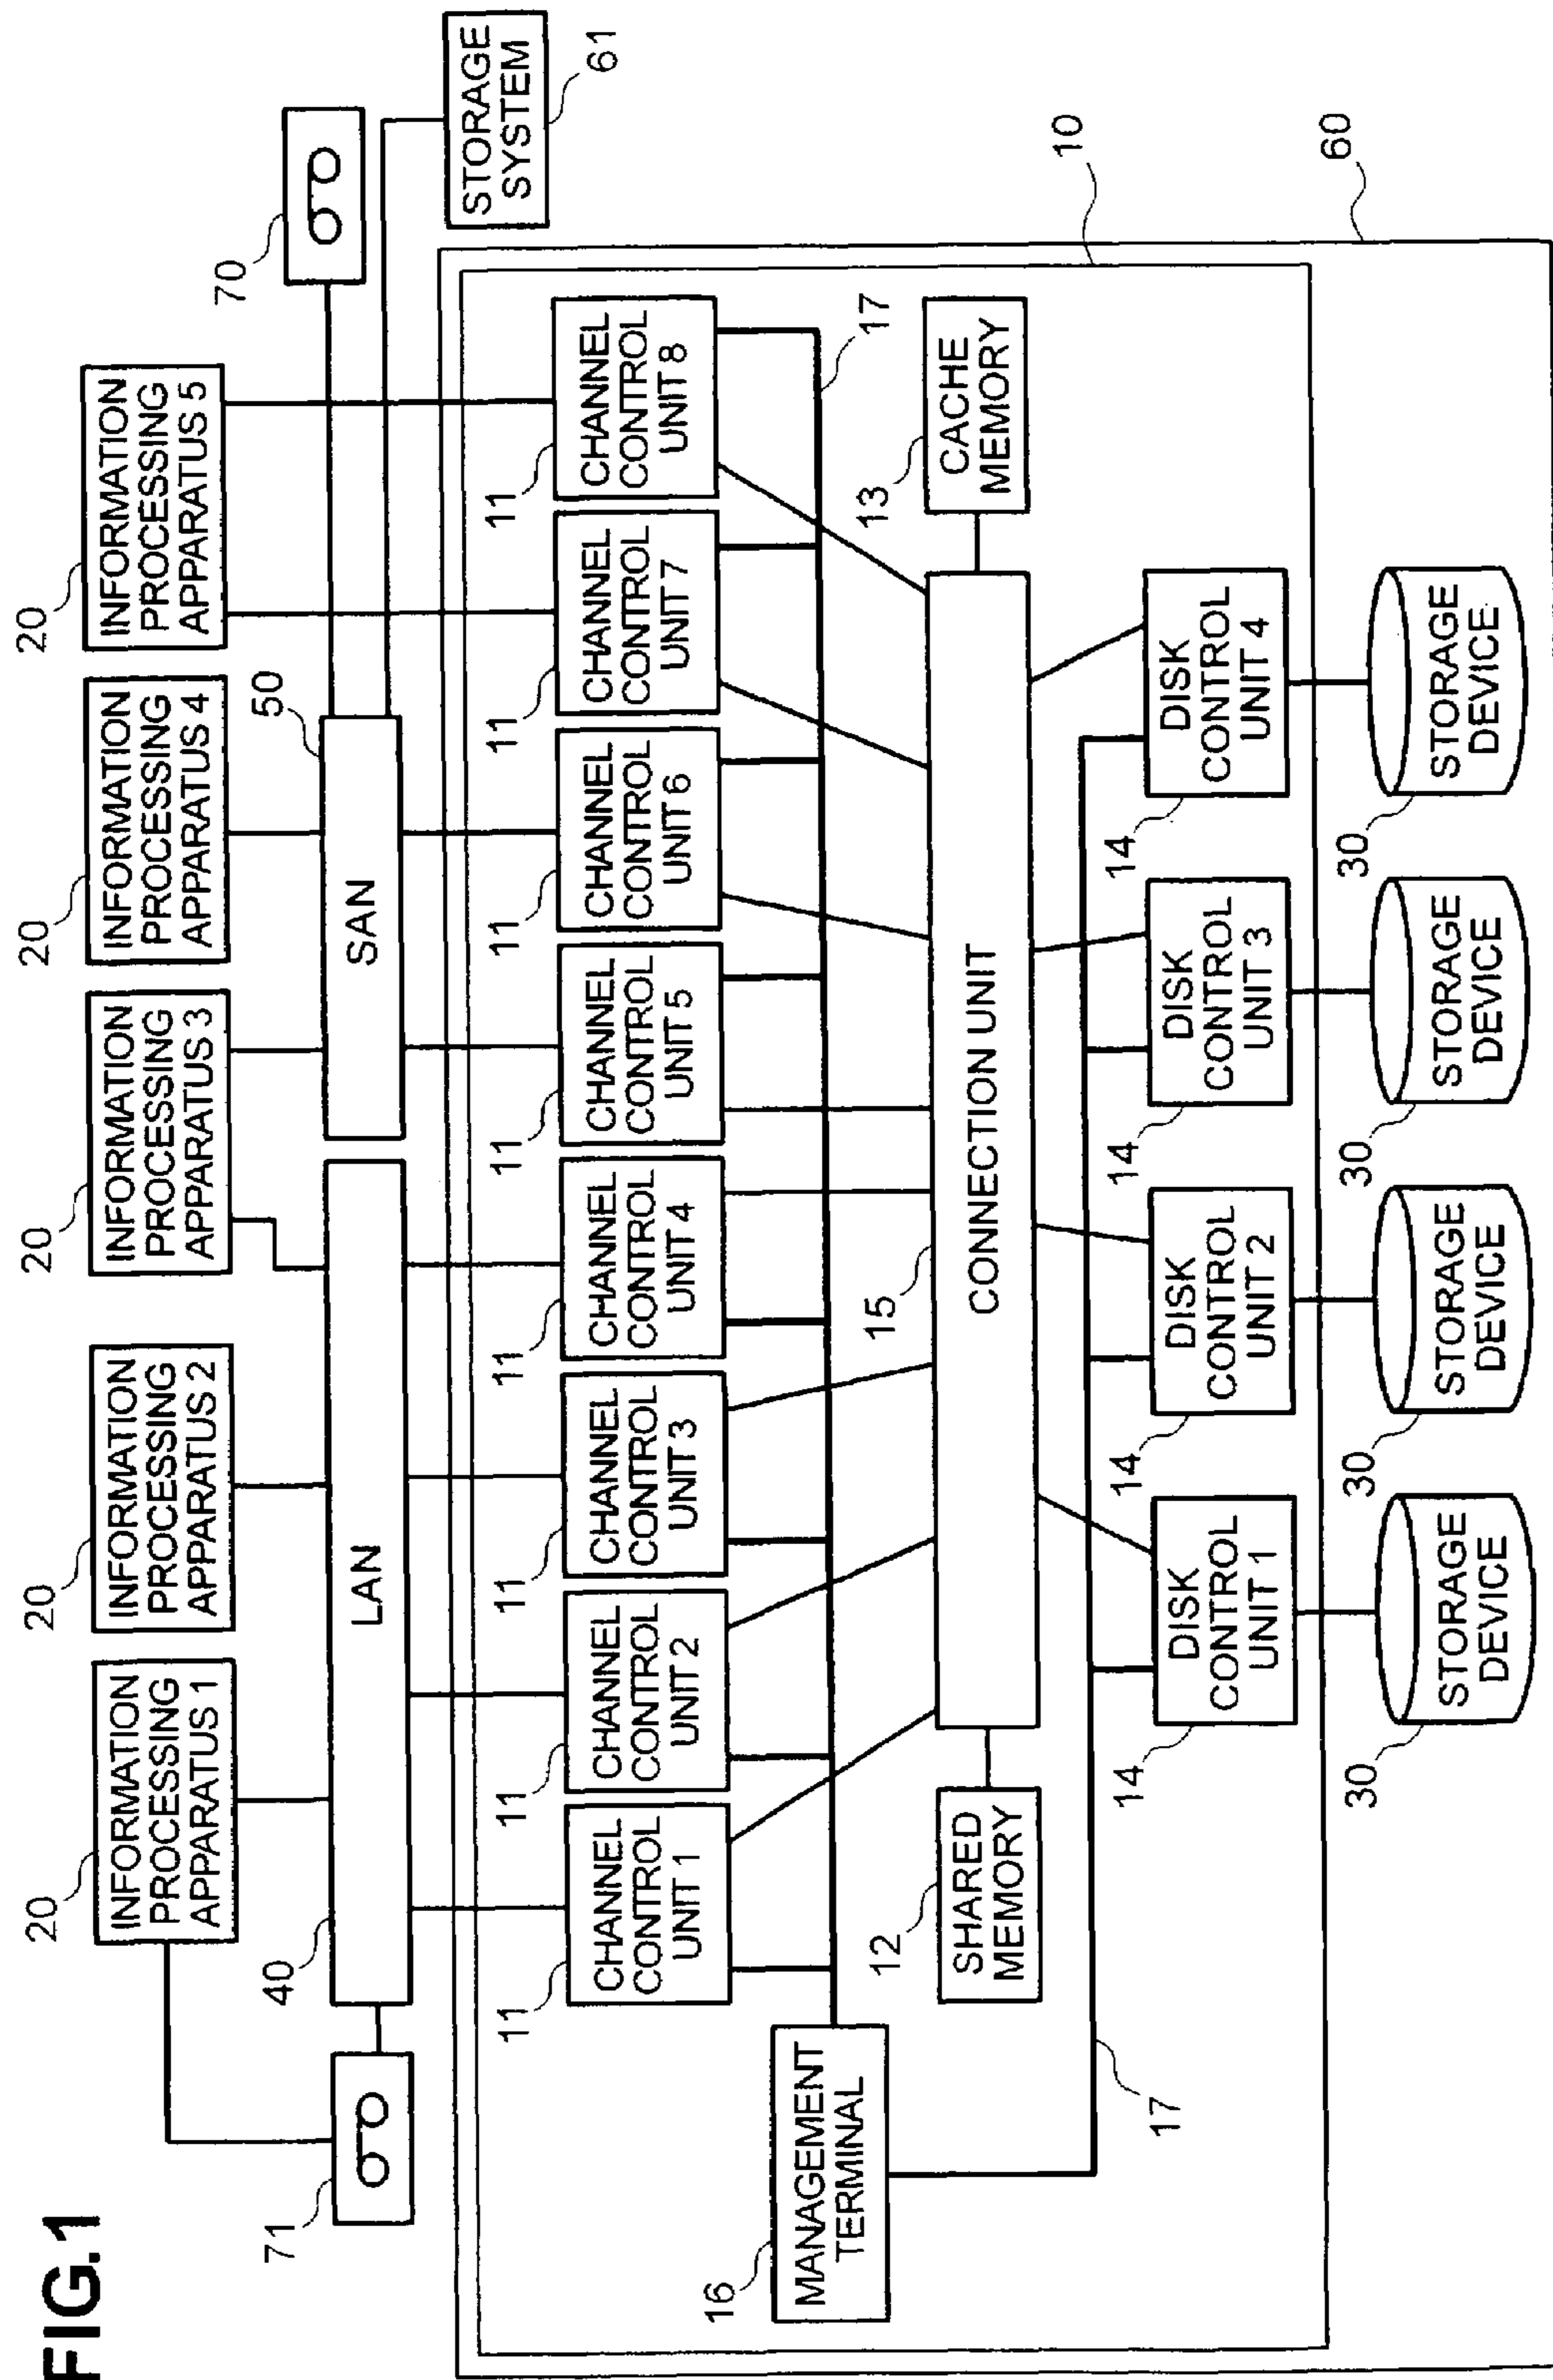 FIG.1
20
INFORMATION
PROCESSING
APPARATUS 1
20
INFORMATION
PROCESSING
APPARATUS 2
20
INFORMATION
PROCESSING
APPARATUS 3
20
INFORMATION
PROCESSING
APPARATUS 4
20
INFORMATION
PROCESSING
APPARATUS 5
71
40
LAN
50
SAN
70
STORAGE
SYSTEM
61
11
CHANNEL
CONTROL
UNIT 1
11
CHANNEL
CONTROL
UNIT 2
11
CHANNEL
CONTROL
UNIT 3
11
CHANNEL
CONTROL
UNIT 4
11
CHANNEL
CONTROL
UNIT 5
11
CHANNEL
CONTROL
UNIT 6
11
CHANNEL
CONTROL
UNIT 7
11
CHANNEL
CONTROL
UNIT 8
16
MANAGEMENT
TERMINAL
17
12
SHARED
MEMORY
15
CONNECTION UNIT
13
CACHE
MEMORY
10
17
14
DISK
CONTROL
UNIT 1
14
DISK
CONTROL
UNIT 2
14
DISK
CONTROL
UNIT 3
14
DISK
CONTROL
UNIT 4
60
30
STORAGE
DEVICE
30
STORAGE
DEVICE
30
STORAGE
DEVICE
30
STORAGE
DEVICE